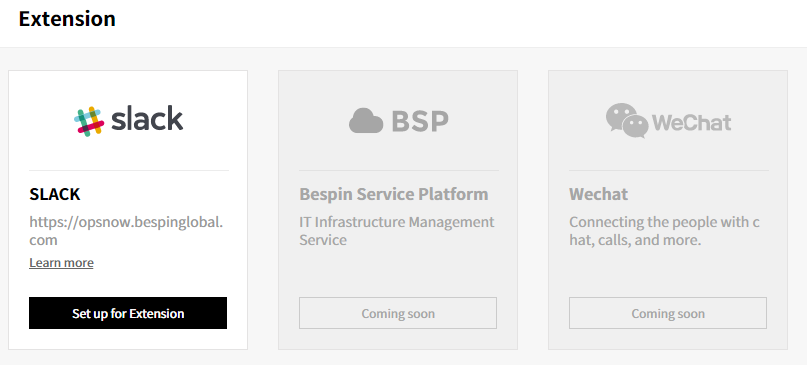 Extension
slack
SLACK
https://opsnow.bespinglobal.
com
Learn more
Set up for Extension
BSP
Bespin Service Platform
IT Infrastructure Management
Service
Coming soon
WeChat
Wechat
Connecting the people with c
hat, calls, and more.
Coming soon